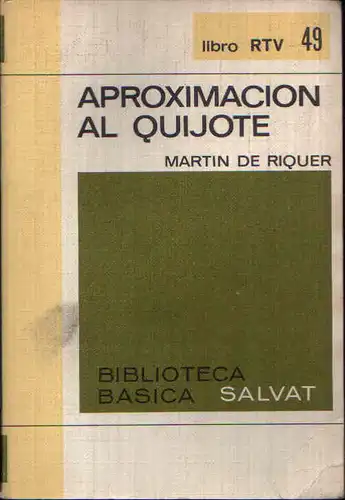 libro RTV 49
APROXIMACION
AL QUIJOTE
MARTIN DE RIQUER
BIBLIOTECA
BASICA SALVAT